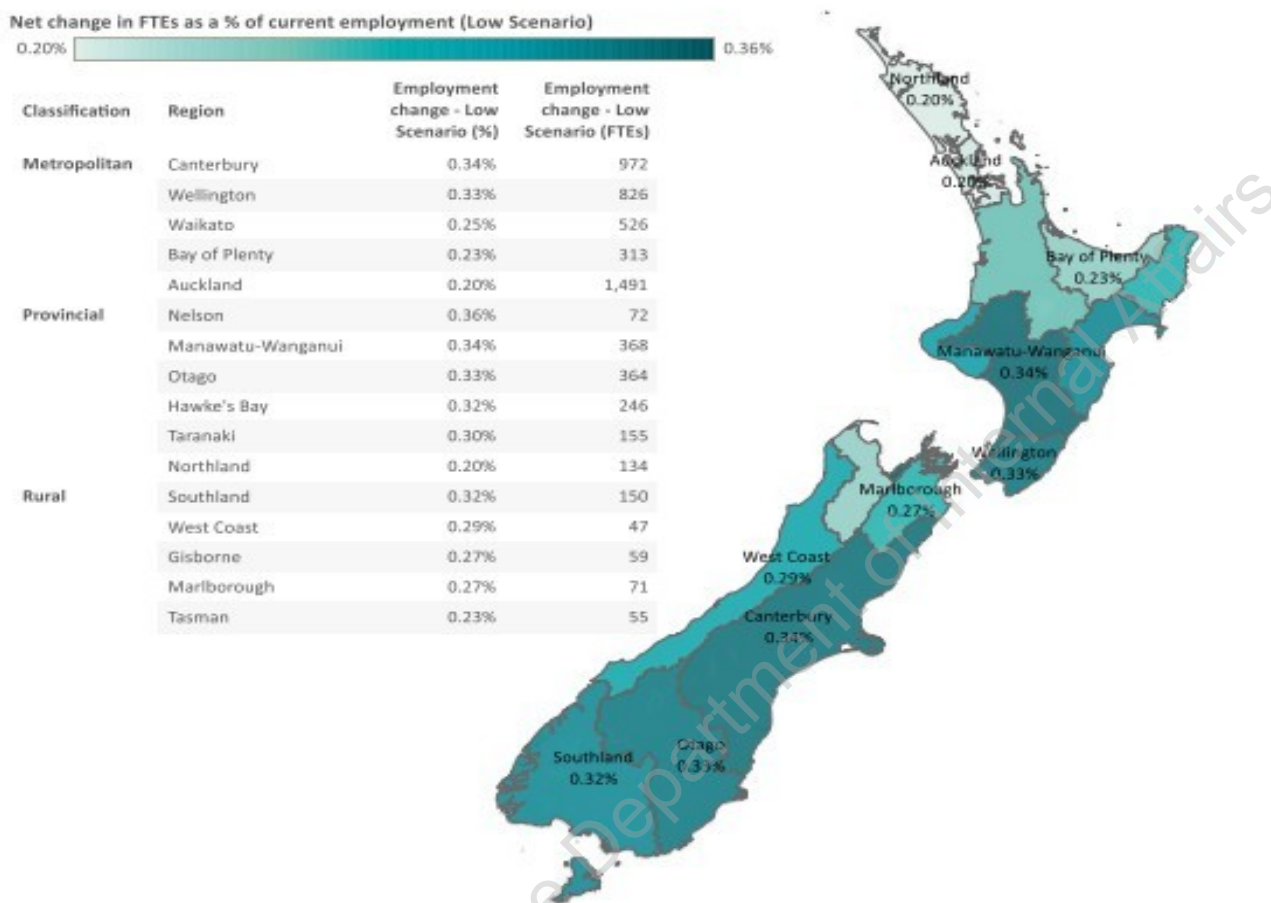 Net change in FTEs as a % of current employment (Low Scenario)
0.20% 0.36%
Classification Region Employment change - Low Scenario (%) Employment change - Low Scenario (FTEs)
Metropolitan Canterbury 0.34% 972
Wellington 0.33% 826
Waikato 0.25% 526
Bay of Plenty 0.23% 313
Auckland 0.20% 1,491
Provincial Nelson 0.36% 72
Manawatu-Wanganui 0.34% 368
Otago 0.33% 364
Hawke's Bay 0.32% 246
Taranaki 0.30% 155
Northland 0.20% 134
Rural Southland 0.32% 150
West Coast 0.29% 47
Gisborne 0.27% 59
Marlborough 0.27% 71
Tasman 0.23% 55
Northland
0.20%
Auckland
0.20%
Bay of Plenty
0.23%
Manawatu-Wanganui
0.34%
Wellington
0.33%
Marlborough
0.27%
West Coast
0.29%
Canterbury
0.34%
Otago
0.33%
Southland
0.32%
Department of Internal Affairs